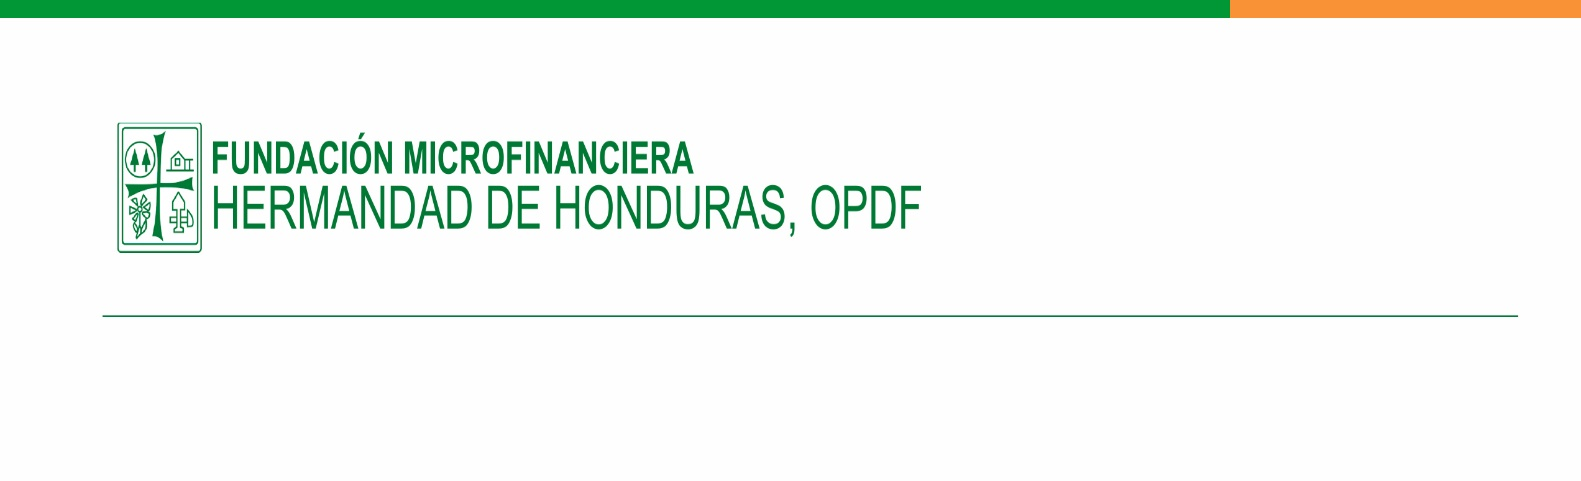 FUNDACIÓN MICROFINANCIERA
HERMANDAD DE HONDURAS, OPDF